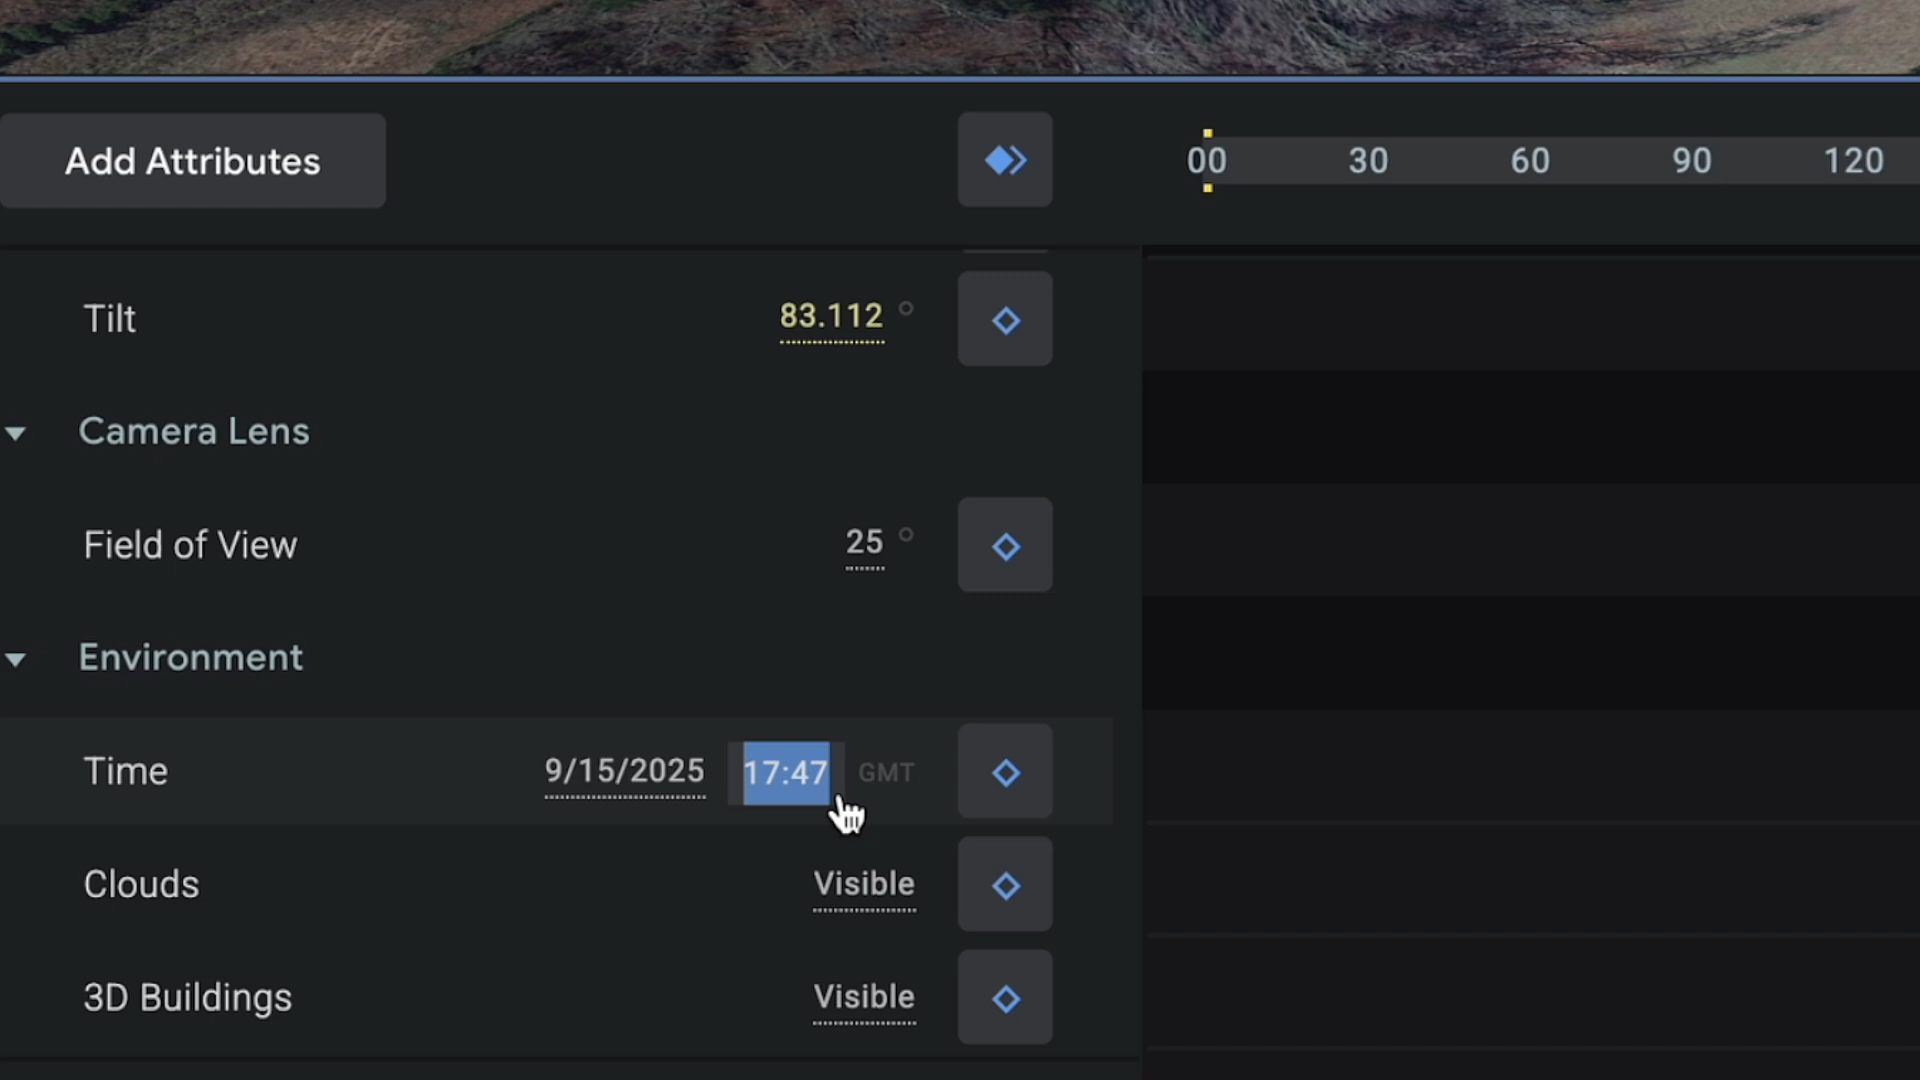 Add Attributes
00 30 60 90 120
Tilt 83.112 °
Camera Lens
Field of View 25 °
Environment
Time 9/15/2025 17:47 GMT
Clouds Visible
3D Buildings Visible